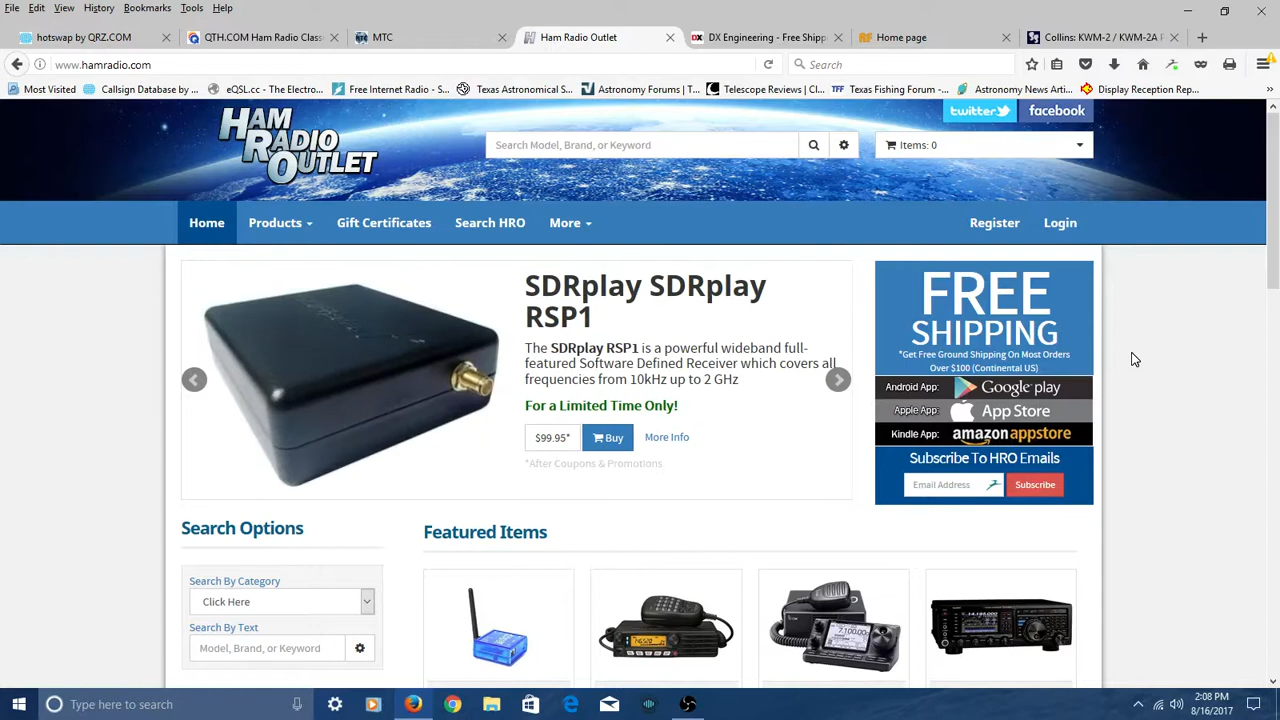 File Edit View History Bookmarks Tools Help
hotswap by QRZ.COM
QTH.COM Ham Radio Class
MTC
Ham Radio Outlet
DX Engineering - Free Shipp
Home page
Collins: KWM-2 / KWM-2A
www.hamradio.com
Search
Most Visited
Callsign Database by ...
eQSL.cc - The Electro...
Free Internet Radio - S...
Texas Astronomical S...
Astronomy Forums | T...
Telescope Reviews | Cl...
TFF Texas Fishing Forum -...
Astronomy News Arti...
Display Reception Rep...
HAM
RADIO
OUTLET
twitter
facebook
Search Model, Brand, or Keyword
Items: 0
Home
Products
Gift Certificates
Search HRO
More
Register
Login
SDRplay SDRplay
RSP1
The SDRplay RSP1 is a powerful wideband full-
featured Software Defined Receiver which covers all
frequencies from 10kHz up to 2 GHz
For a Limited Time Only!
$99.95*
Buy
More Info
*After Coupons & Promotions
FREE
SHIPPING
*Get Free Ground Shipping On Most Orders
Over $100 (Continental US)
Android App: Google play
Apple App: App Store
Kindle App: amazon appstore
Subscribe To HRO Emails
Email Address
Subscribe
Search Options
Search By Category
Click Here
Search By Text
Model, Brand, or Keyword
Featured Items
Type here to search
2:08 PM
8/16/2017